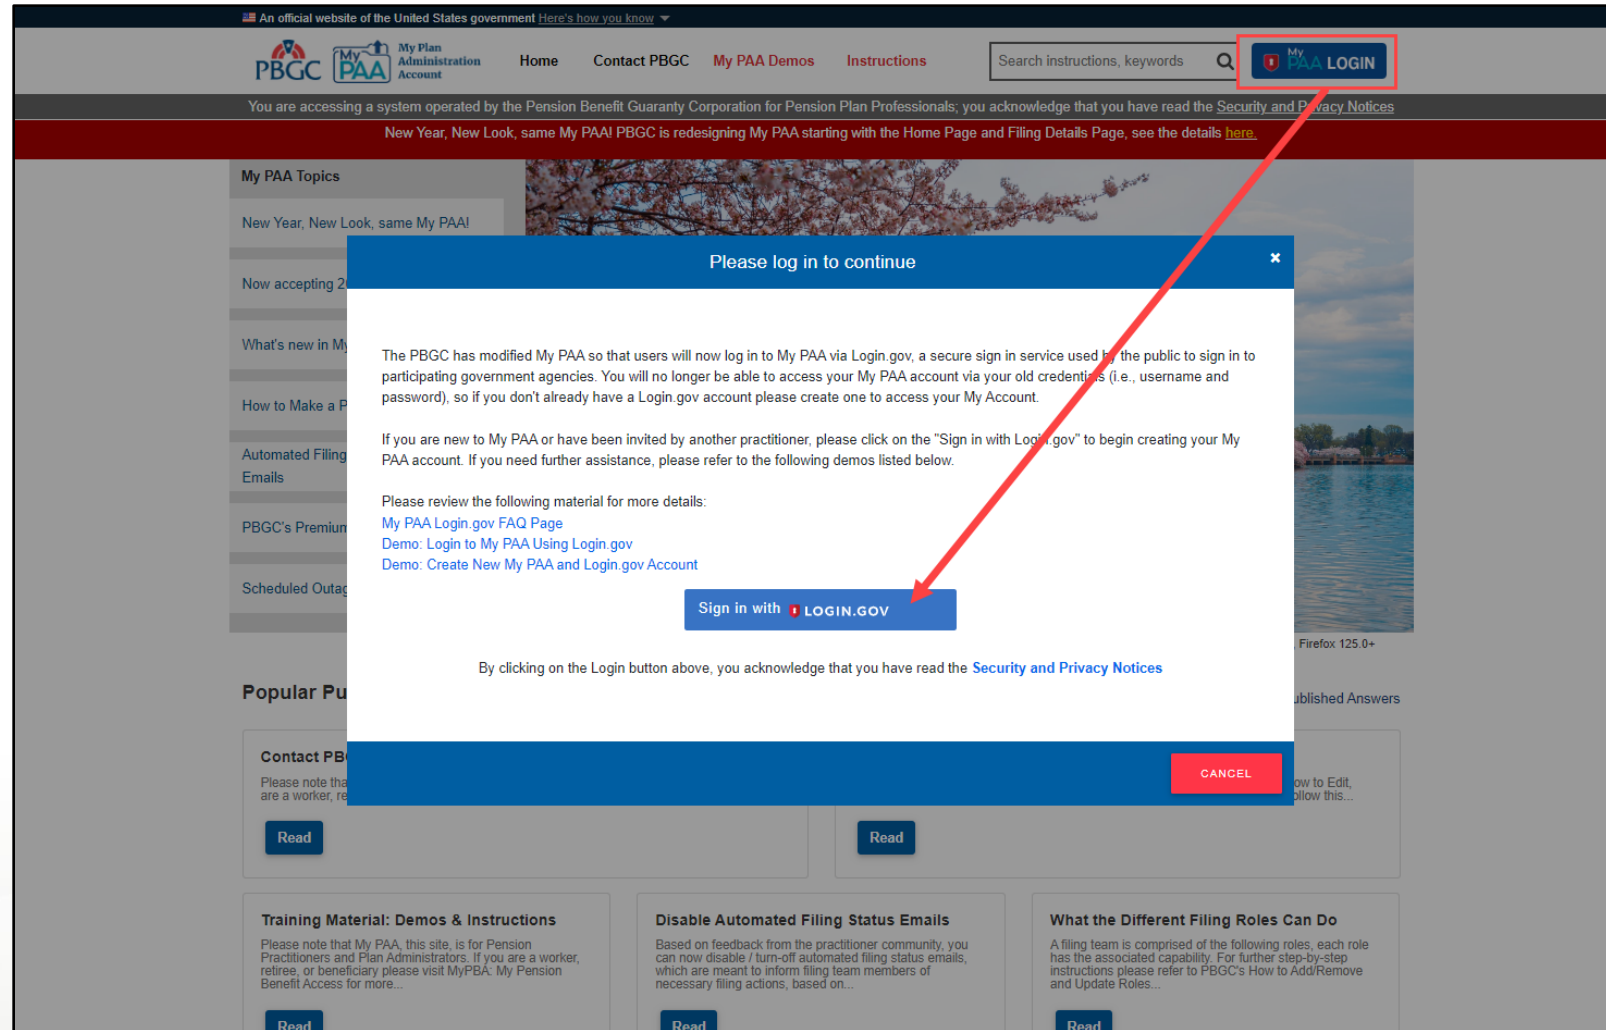 An official website of the United States government Here's how you know
PBGC My PAA My Plan Administration Account
Home Contact PBGC My PAA Demos Instructions Search instructions, keywords My PAA LOGIN
You are accessing a system operated by the Pension Benefit Guaranty Corporation for Pension Plan Professionals; you acknowledge that you have read the Security and Privacy Notices
New Year, New Look, same My PAA! PBGC is redesigning My PAA starting with the Home Page and Filing Details Page, see the details here.
My PAA Topics
New Year, New Look, same My PAA!
Now accepting 2
What's new in My
How to Make a P
Automated Filing
Emails
PBGC's Premium
Scheduled Outag
Please log in to continue
The PBGC has modified My PAA so that users will now log in to My PAA via Login.gov, a secure sign in service used by the public to sign in to
participating government agencies. You will no longer be able to access your My PAA account via your old credentials (i.e., username and
password), so if you don't already have a Login.gov account please create one to access your My Account.
If you are new to My PAA or have been invited by another practitioner, please click on the "Sign in with Login.gov" to begin creating your My
PAA account. If you need further assistance, please refer to the following demos listed below.
Please review the following material for more details:
My PAA Login.gov FAQ Page
Demo: Login to My PAA Using Login.gov
Demo: Create New My PAA and Login.gov Account
Sign in with LOGIN.GOV
By clicking on the Login button above, you acknowledge that you have read the Security and Privacy Notices
CANCEL
, Firefox 125.0+
Popular Pu
ublished Answers
Contact PB
Please note tha
are a worker, re
Read
ow to Edit,
ollow this...
Read
Training Material: Demos & Instructions
Please note that My PAA, this site, is for Pension
Practitioners and Plan Administrators. If you are a worker,
retiree, or beneficiary please visit MyPBA: My Pension
Benefit Access for more...
Read
Disable Automated Filing Status Emails
Based on feedback from the practitioner community, you
can now disable / turn-off automated filing status emails,
which are meant to inform filing team members of
necessary filing actions, based on...
Read
What the Different Filing Roles Can Do
A filing team is comprised of the following roles, each role
has the associated capability. For further step-by-step
instructions please refer to PBGC's How to Add/Remove
and Update Roles...
Read